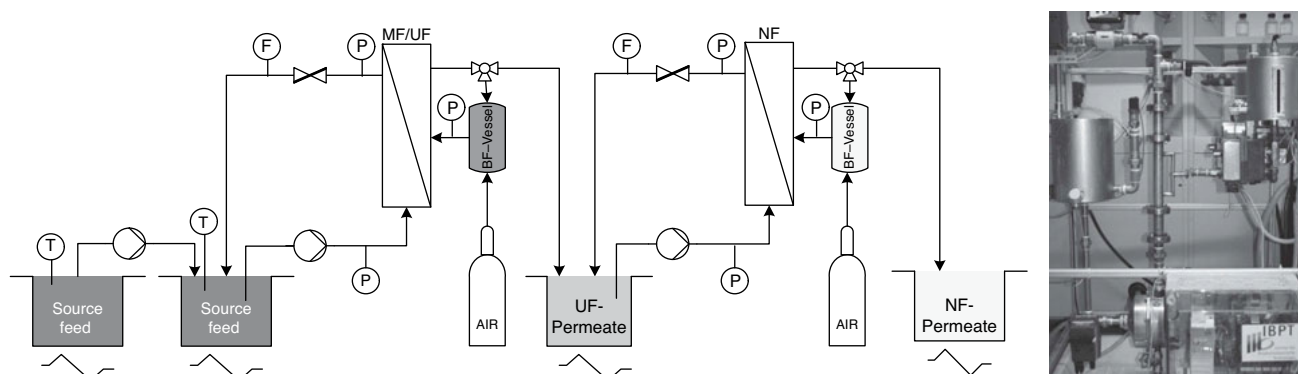 MF/UF
NF
F
P
F
P
P
BF–Vessel
P
BF–Vessel
T
T
P
P
Source
feed
Source
feed
AIR
UF-
Permeate
AIR
NF-
Permeate
IBPT